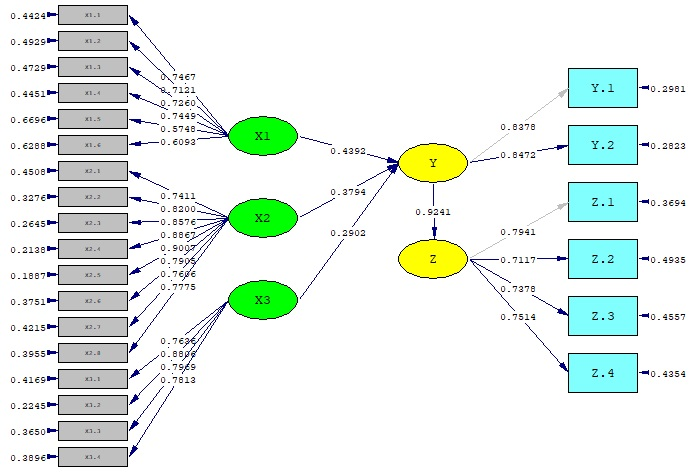 0.4424 X1.1
0.4929 X1.2
0.4729 X1.3
0.4451 X1.4
0.6696 X1.5
0.6288 X1.6
0.4508 X2.1
0.3276 X2.2
0.2645 X2.3
0.2138 X2.4
0.1887 X2.5
0.3751 X2.6
0.4215 X2.7
0.3955 X2.8
0.4169 X3.1
0.2245 X3.2
0.3650 X3.3
0.3896 X3.4
0.7467
0.7121
0.7260
0.7449
0.5748
0.6093
0.7411
0.8200
0.8576
0.8867
0.9007
0.7905
0.7606
0.7775
0.7636
0.8806
0.7969
0.7813
X1
X2
X3
0.4392
0.3794
0.2902
Y
0.9241
Z
0.8378
0.8472
0.7941
0.7117
0.7378
0.7514
Y.1 0.2981
Y.2 0.2823
Z.1 0.3694
Z.2 0.4935
Z.3 0.4557
Z.4 0.4354